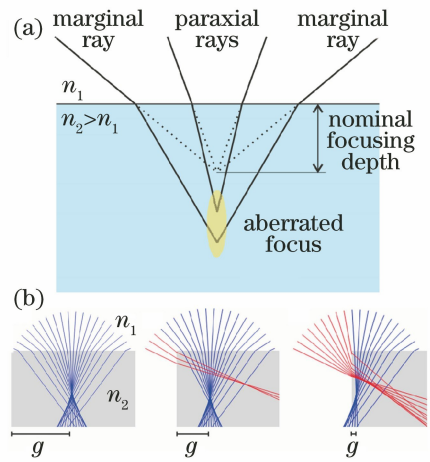 (a)
marginal ray
paraxial rays
marginal ray
n₁
n₂>n₁
nominal focusing depth
aberrated focus
(b)
n₁
n₂
g
g
g